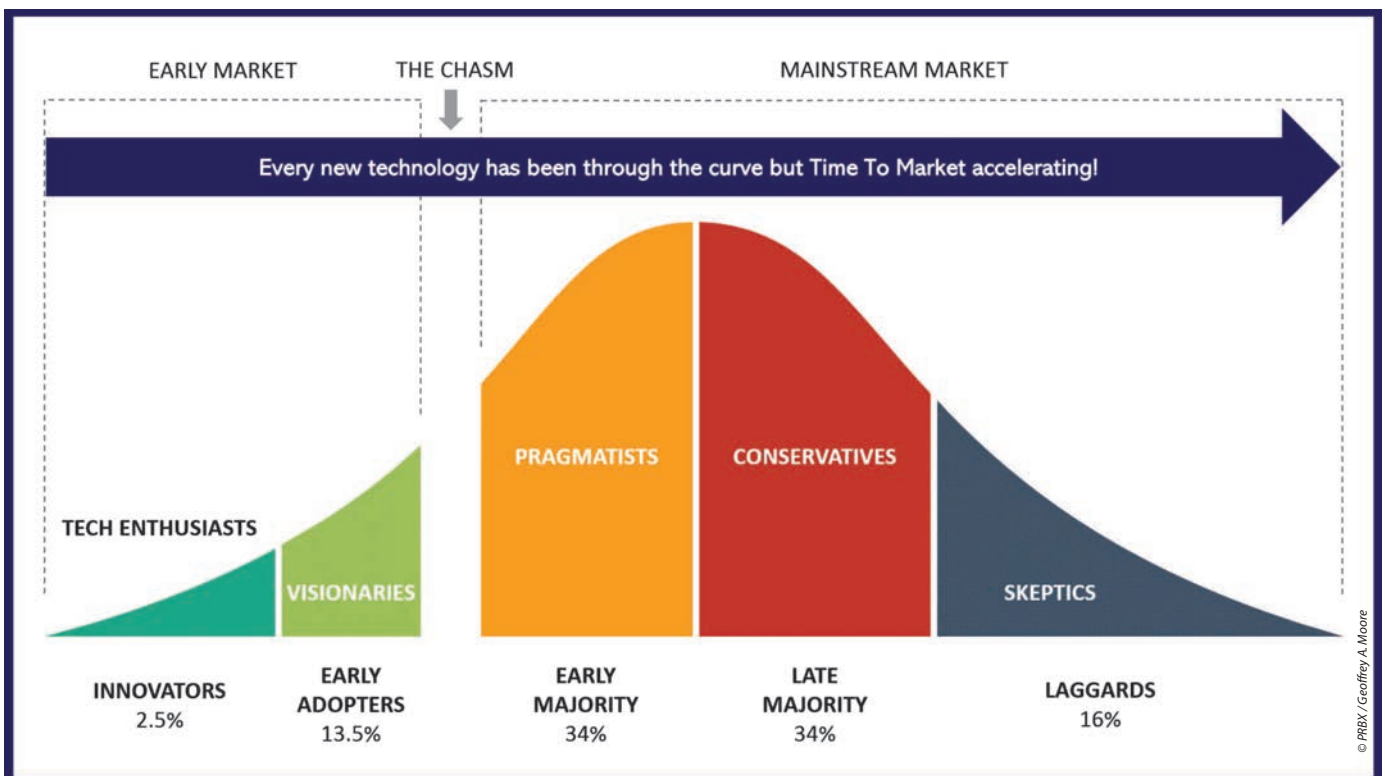 EARLY MARKET
THE CHASM
MAINSTREAM MARKET
Every new technology has been through the curve but Time To Market accelerating!
TECH ENTHUSIASTS
VISIONARIES
PRAGMATISTS
CONSERVATIVES
SKEPTICS
INNOVATORS
2.5%
EARLY
ADOPTERS
13.5%
EARLY
MAJORITY
34%
LATE
MAJORITY
34%
LAGGARDS
16%
© PRBX / Geoffrey A. Moore